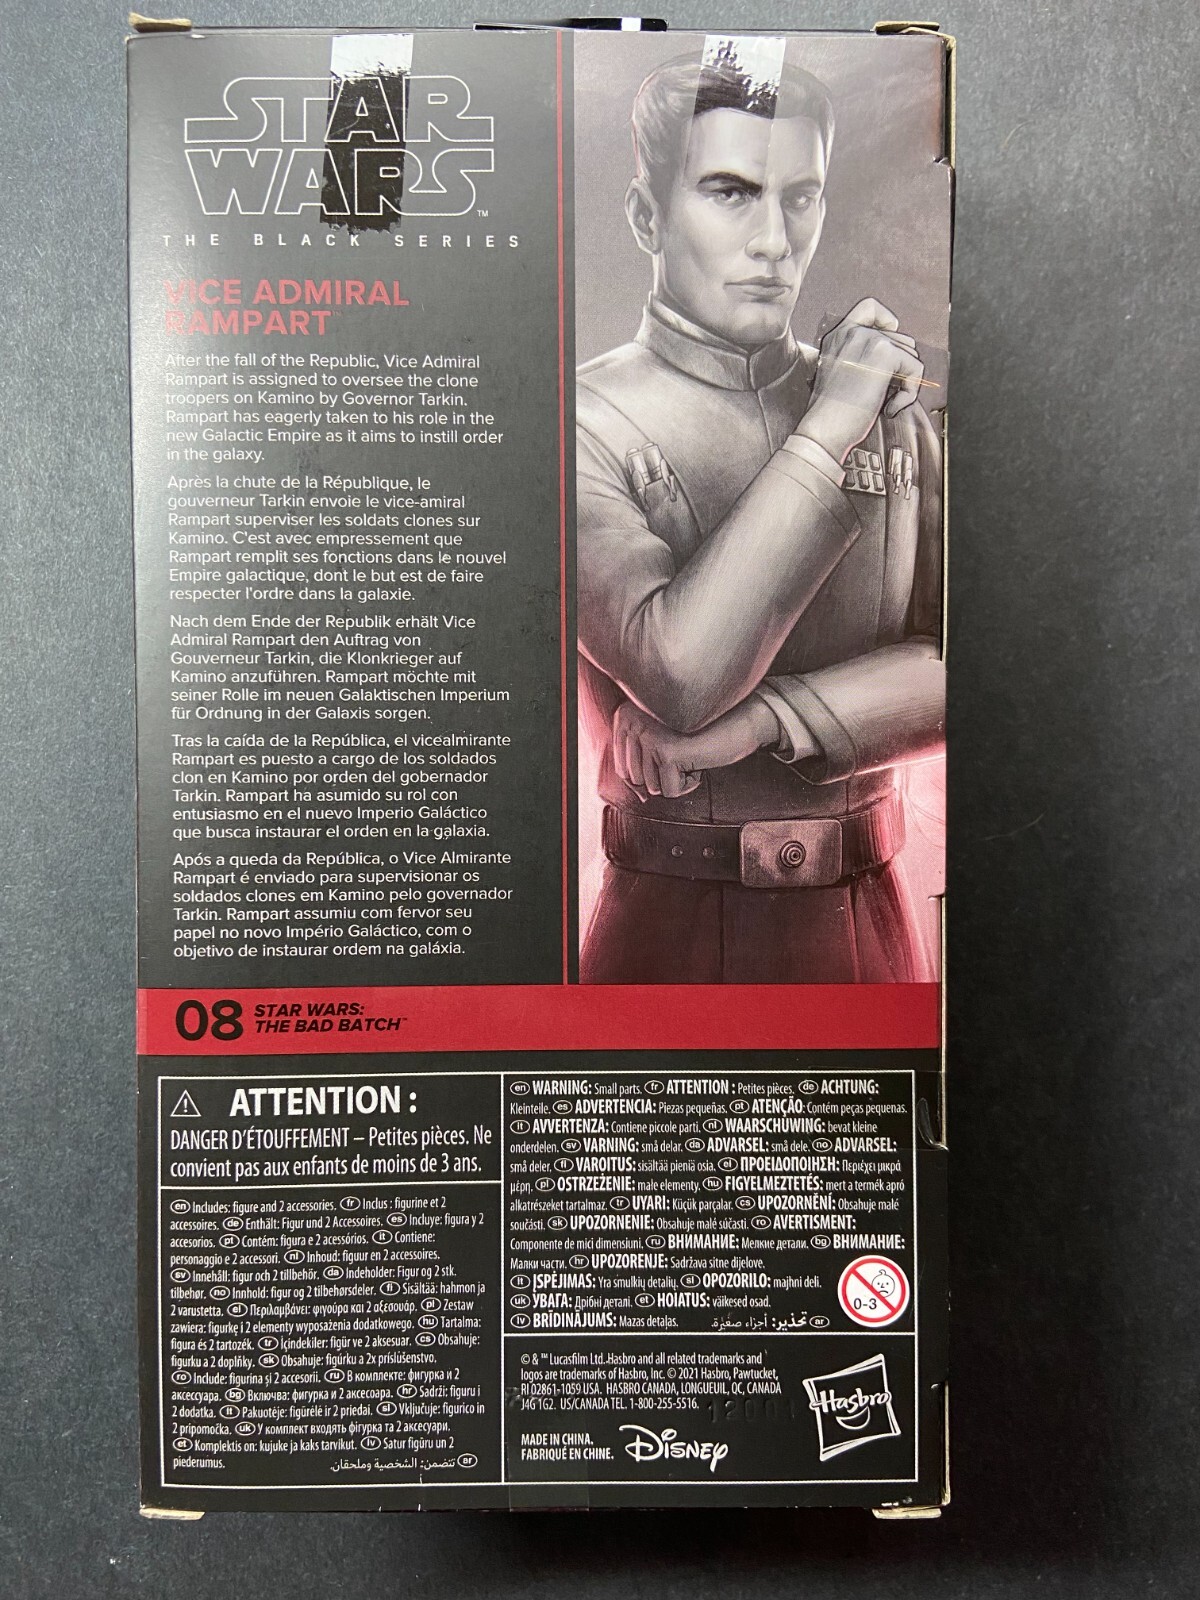 STAR
WARS™
THE BLACK SERIES
VICE ADMIRAL
RAMPART™
After the fall of the Republic, Vice Admiral
Rampart is assigned to oversee the clone
troopers on Kamino by Governor Tarkin.
Rampart has eagerly taken to his role in the
new Galactic Empire as it aims to instill order
in the galaxy.
Après la chute de la République, le
gouverneur Tarkin envoie le vice-amiral
Rampart superviser les soldats clones sur
Kamino. C'est avec empressement que
Rampart remplit ses fonctions dans le nouvel
Empire galactique, dont le but est de faire
respecter l'ordre dans la galaxie.
Nach dem Ende der Republik erhält Vice
Admiral Rampart den Auftrag von
Gouverneur Tarkin, die Klonkrieger auf
Kamino anzuführen. Rampart möchte mit
seiner Rolle im neuen Galaktischen Imperium
für Ordnung in der Galaxis sorgen.
Tras la caída de la República, el vicealmirante
Rampart es puesto a cargo de los soldados
clon en Kamino por orden del gobernador
Tarkin. Rampart ha asumido su rol con
entusiasmo en el nuevo Imperio Galáctico
que busca instaurar el orden en la galaxia.
Após a queda da República, o Vice Almirante
Rampart é enviado para supervisionar os
soldados clones em Kamino pelo governador
Tarkin. Rampart assumiu com fervor seu
papel no novo Império Galáctico, com o
objetivo de instaurar ordem na galáxia.
08 STAR WARS:
THE BAD BATCH™
ATTENTION :
DANGER D'ÉTOUFFEMENT – Petites pièces. Ne
convient pas aux enfants de moins de 3 ans.
en Includes: figure and 2 accessories. fr Inclus : figurine et 2
accessoires. de Enthält: Figur und 2 Accessoires. es Incluye: figura y 2
accesorios. pt Contém: figura e 2 acessórios. it Contiene:
personaggio e 2 accessori. nl Inhoud: figuur en 2 accessoires.
sv Innehåll: figur och 2 tillbehör. da Indeholder: Figur og 2 stk.
tilbehør. no Innhold: figur og 2 tilbehørsdeler. fi Sisältää: hahmon ja
2 varustetta. el Περιλαμβάνει: φιγούρα και 2 αξεσουάρ. pl Zestaw
zawiera: figurkę i 2 elementy wyposażenia dodatkowego. hu Tartalma:
figura és 2 tartozék. tr İçindekiler: figür ve 2 aksesuar. cs Obsahuje:
figurku a 2 doplňky. sk Obsahuje: figúrku a 2x príslušenstvo.
ro Include: figurina și 2 accesorii. ru В комплекте: фигурка и 2
аксессуара. bg Включва: фигурка и 2 аксесоара. hr Sadrži: figuru i
2 dodatka. lt Pakuotėje: figūrėlė ir 2 priedai. sl Vključuje: figurico in
2 pripomočka. uk У комплект входять фігурка та 2 аксесуари.
et Komplektis on: kujuke ja kaks tarvikut. lv Satur figūru un 2
piederumus. ar تتضمن: الشخصية وملحقان.
en WARNING: Small parts. fr ATTENTION : Petites pièces. de ACHTUNG:
Kleinteile. es ADVERTENCIA: Piezas pequeñas. pt ATENÇÃO: Contém peças pequenas.
it AVVERTENZA: Contiene piccole parti. nl WAARSCHUWING: bevat kleine
onderdelen. sv VARNING: små delar. da ADVARSEL: små dele. no ADVARSEL:
små deler. fi VAROITUS: sisältää pieniä osia. el ΠΡΟΕΙΔΟΠΟΙΗΣΗ: Περιέχει μικρά
μέρη. pl OSTRZEŻENIE: małe elementy. hu FIGYELMEZTETÉS: mert a termék apró
alkatrészeket tartalmaz. tr UYARI: Küçük parçalar. cs UPOZORNĚNÍ: Obsahuje malé
součásti. sk UPOZORNENIE: Obsahuje malé súčasti. ro AVERTISMENT:
Componente de mici dimensiuni. ru ВНИМАНИЕ: Мелкие детали. bg ВНИМАНИЕ:
Малки части. hr UPOZORENJE: Sadržava sitne dijelove.
lt ĮSPĖJIMAS: Yra smulkių detalių. sl OPOZORILO: majhni deli.
uk УВАГА: Дрібні деталі. et HOIATUS: väikesed osad.
lv BRĪDINĀJUMS: Mazas detaļas. ar تحذير: أجزاء صغيرة.
0-3
© & ™ Lucasfilm Ltd. Hasbro and all related trademarks and
logos are trademarks of Hasbro, Inc. © 2021 Hasbro, Pawtucket,
RI 02861-1059 USA. HASBRO CANADA, LONGUEUIL, QC, CANADA
J4G 1G2. US/CANADA TEL. 1-800-255-5516.
MADE IN CHINA.
FABRIQUÉ EN CHINE.
Disney
Hasbro